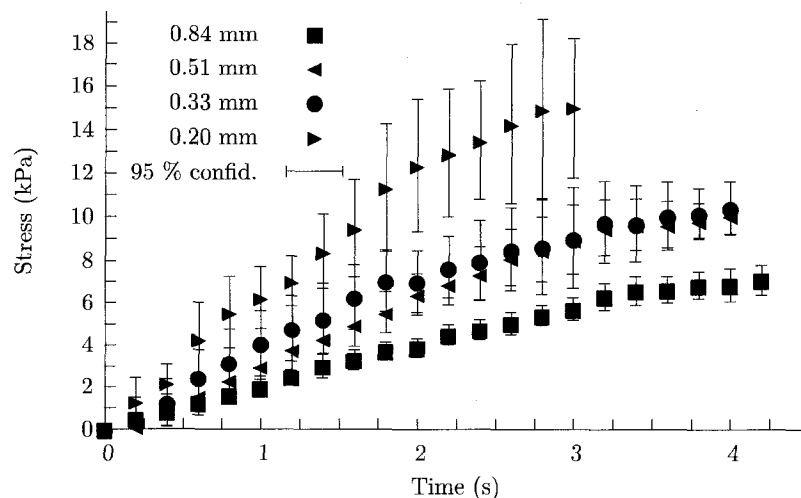 18
16
14
12
10
8
6
4
2
0
Stress (kPa)
0.84 mm
0.51 mm
0.33 mm
0.20 mm
95 % confid.
0 1 2 3 4
Time (s)